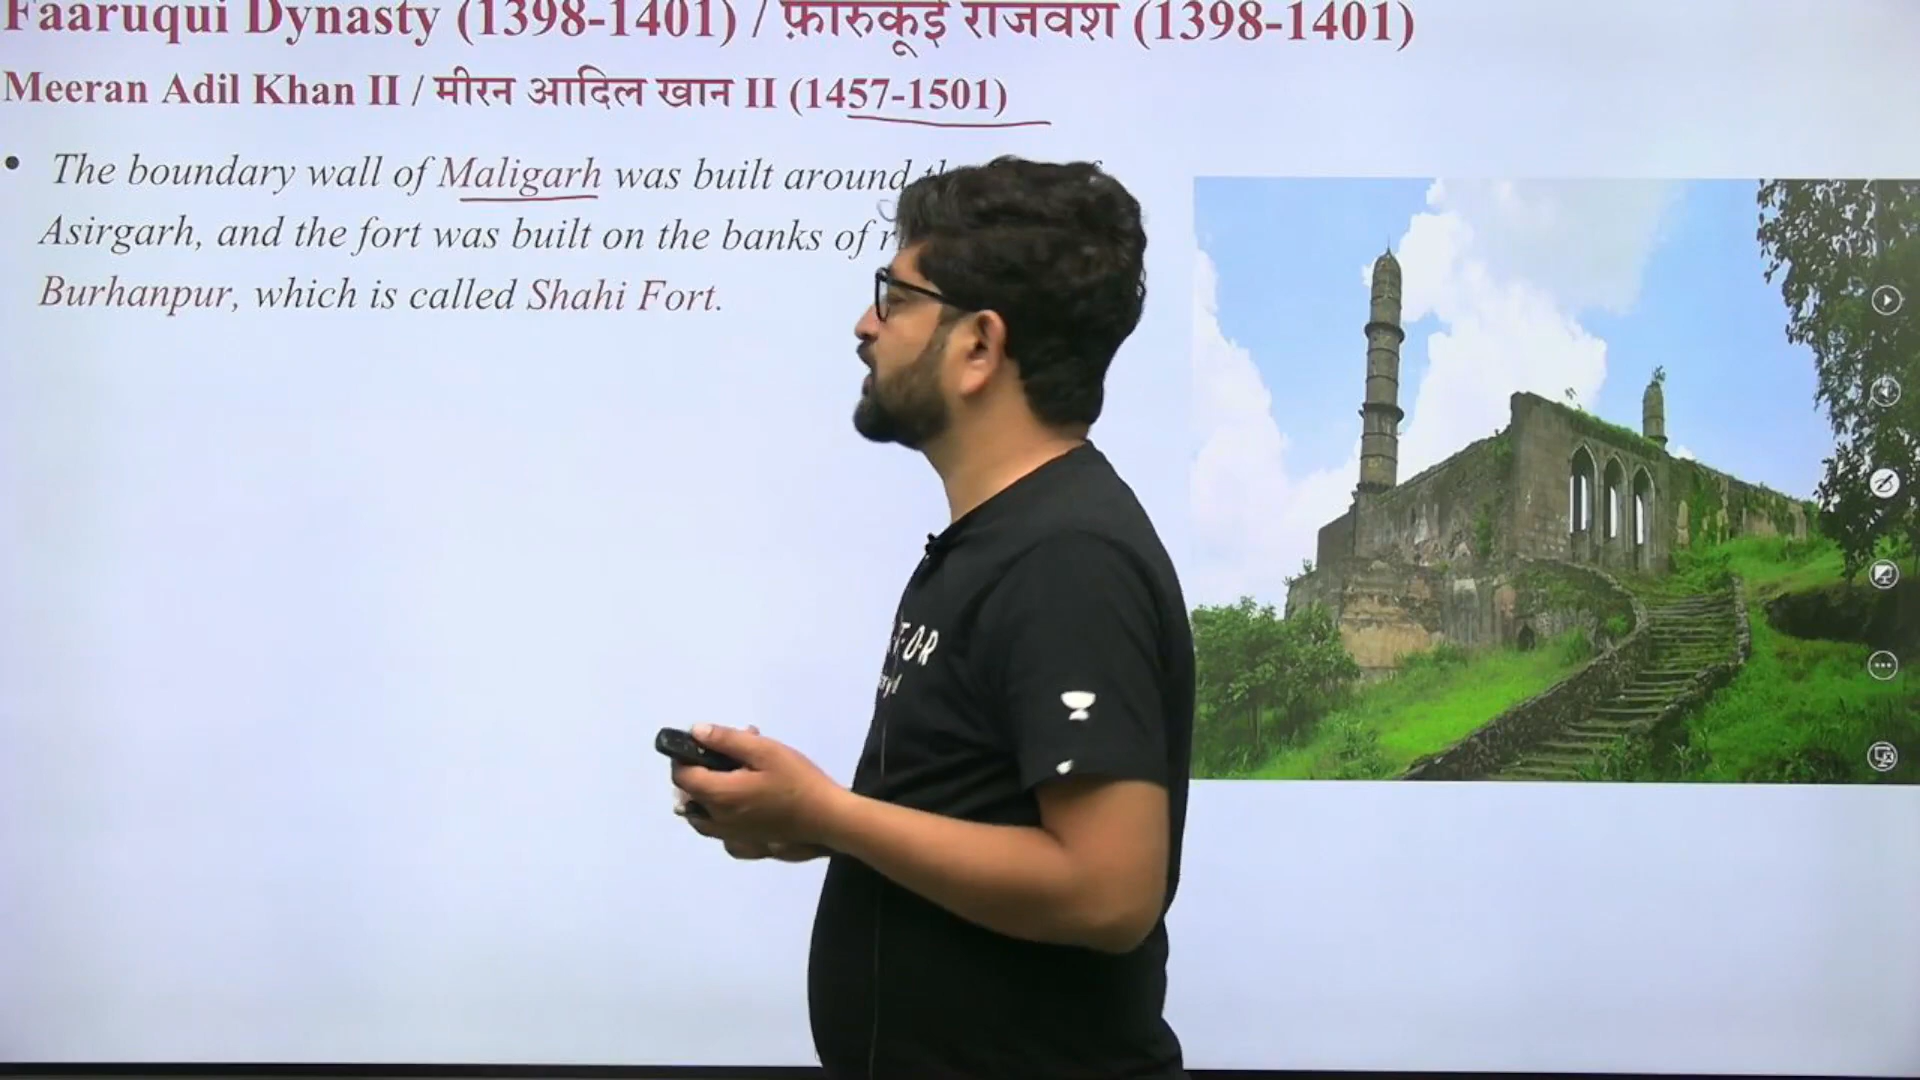 Faaruqui Dynasty (1398-1401) / फ़ारुकूई राजवंश (1398-1401)
Meeran Adil Khan II / मीरन आदिल खान II (1457-1501)
• The boundary wall of Maligarh was built around
Asirgarh, and the fort was built on the banks of
Burhanpur, which is called Shahi Fort.